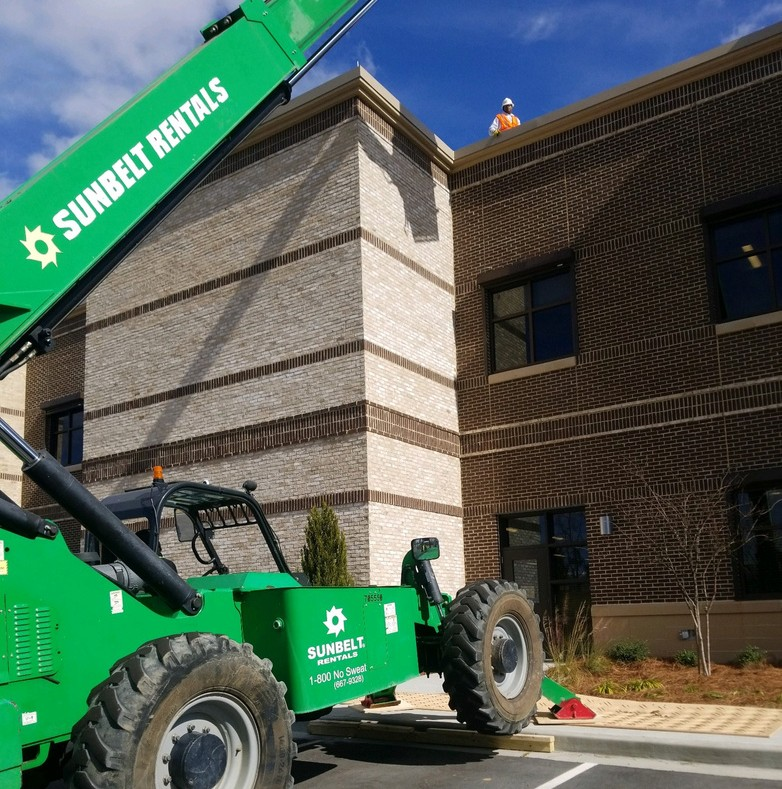 SUNBELT RENTALS
SUNBELT
RENTALS
1-800 No Sweat
(667-9328)